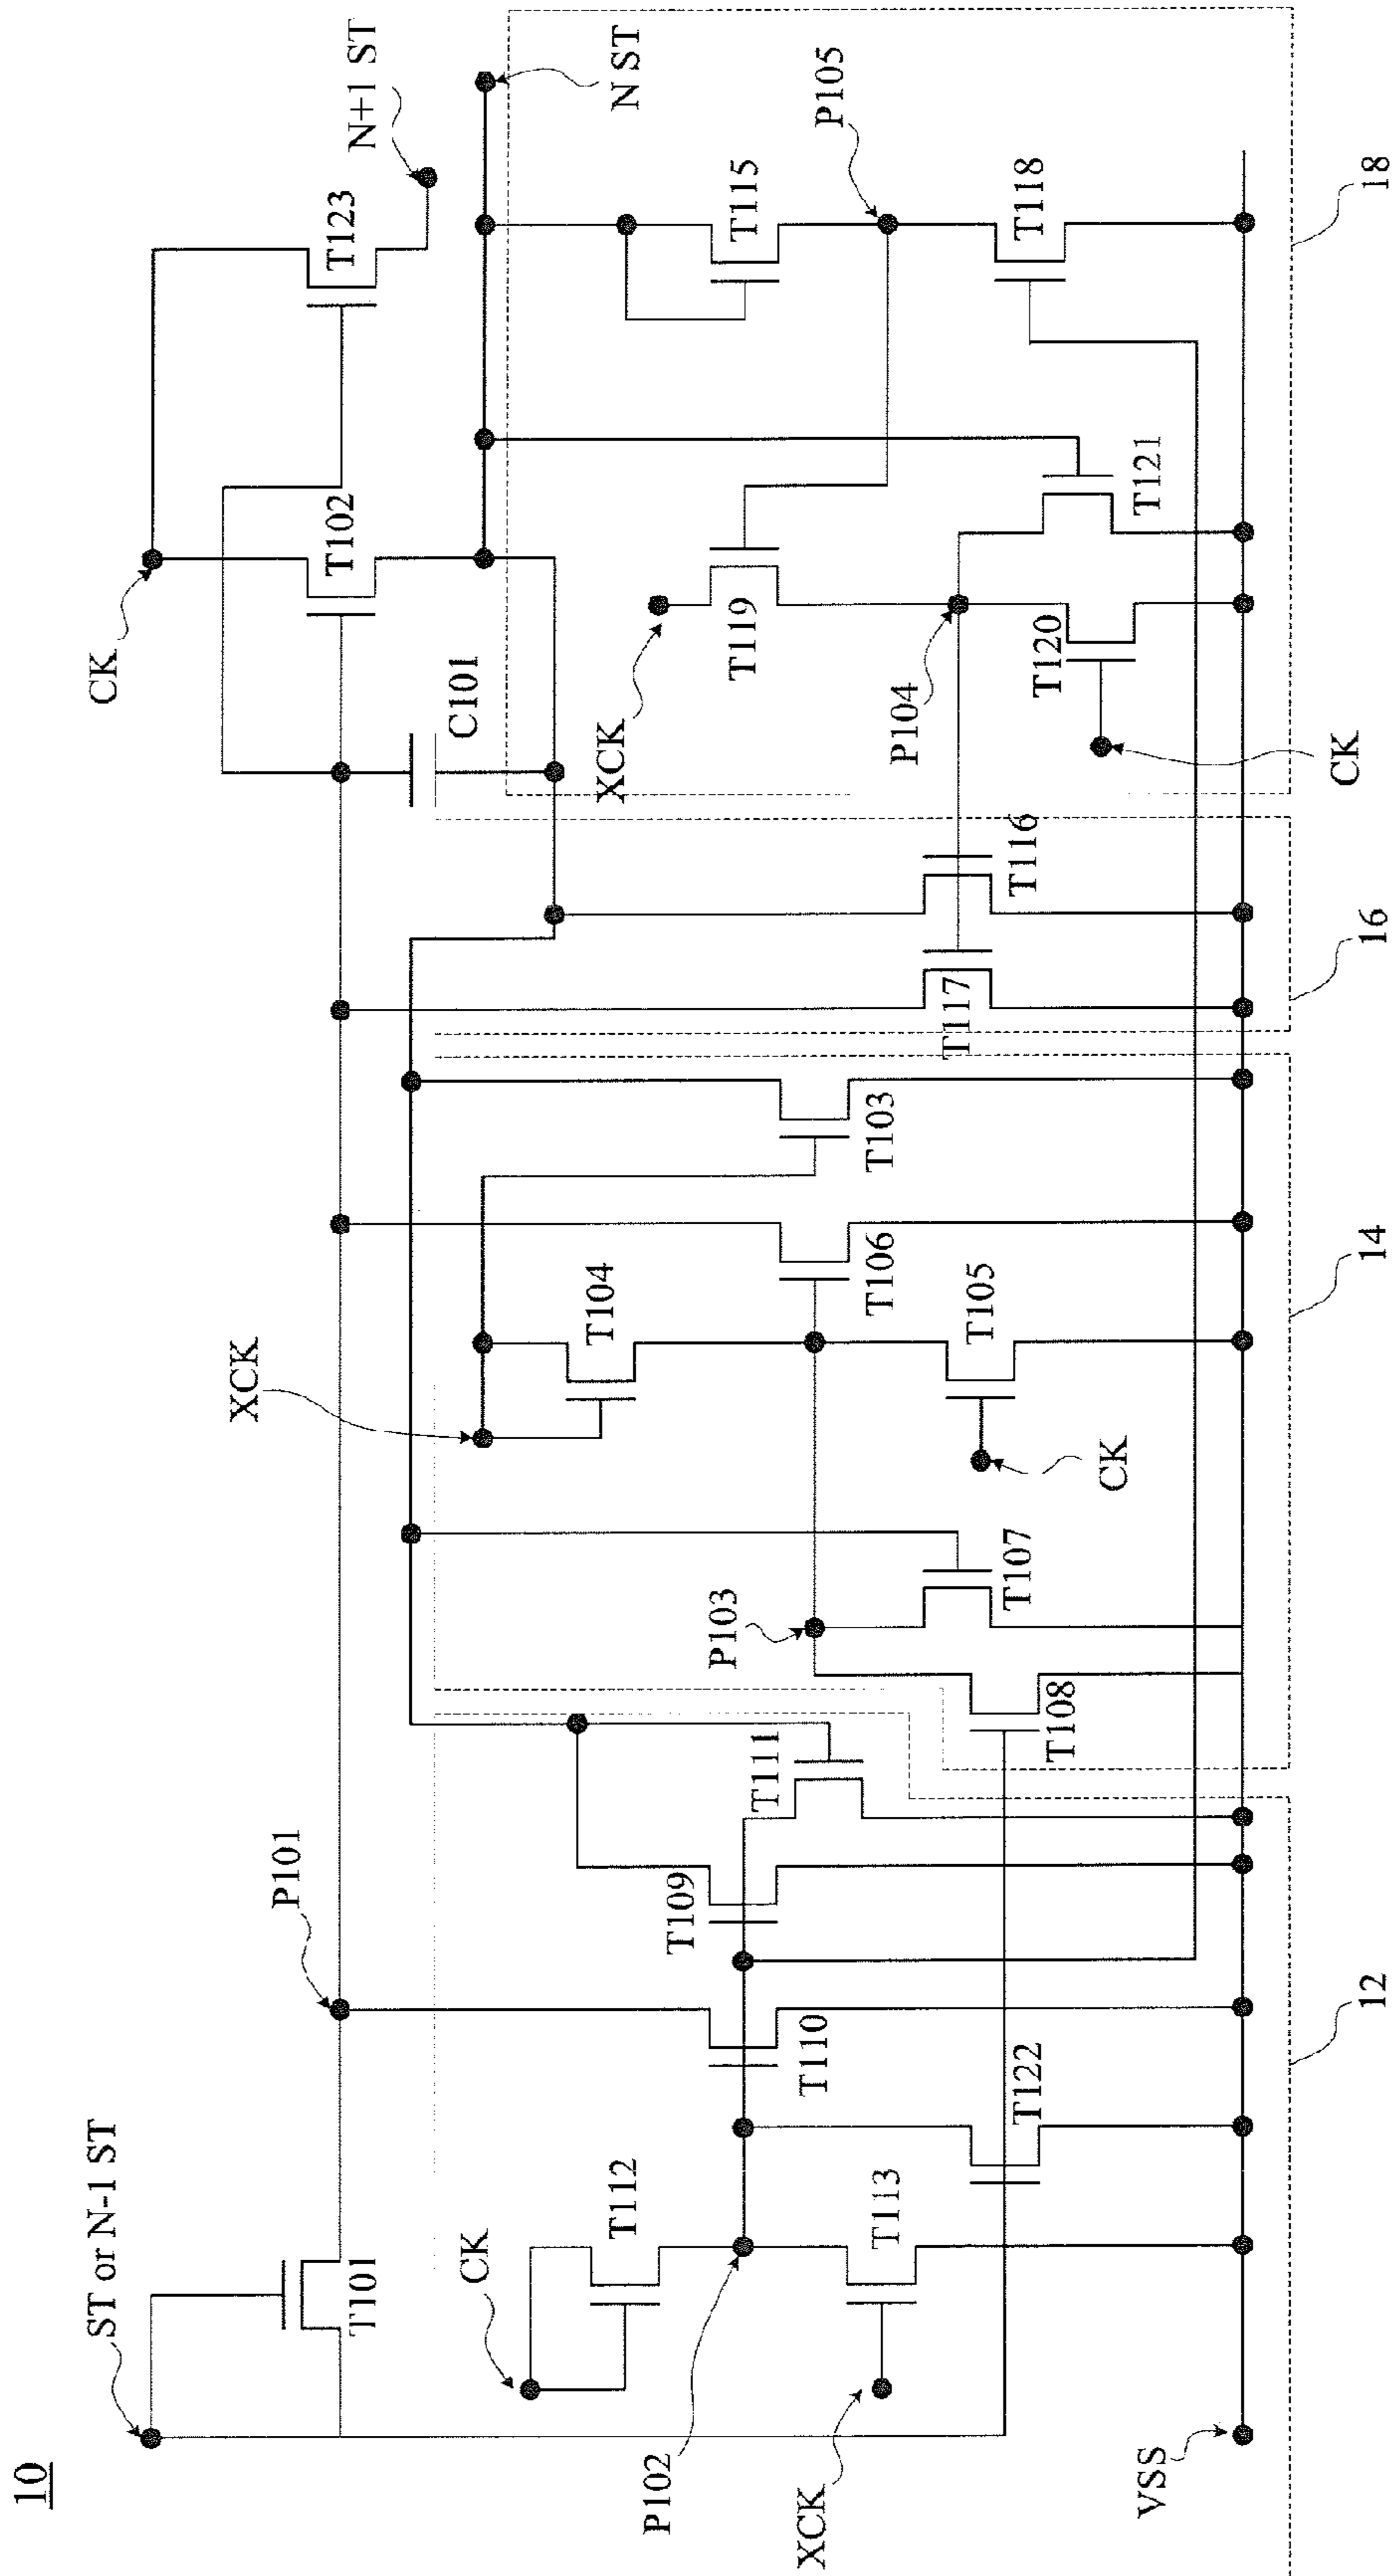 10
ST or N-1 ST
T101
P101
CK
T102
T123
N+1 ST
N ST
C101
CK
T112
P102
XCK
T113
VSS
T122
T110
T109
T111
12
XCK
T104
P103
T108
T107
CK
T105
T106
T103
14
T117
T116
16
XCK
T119
P104
T120
CK
T121
T115
P105
T118
18